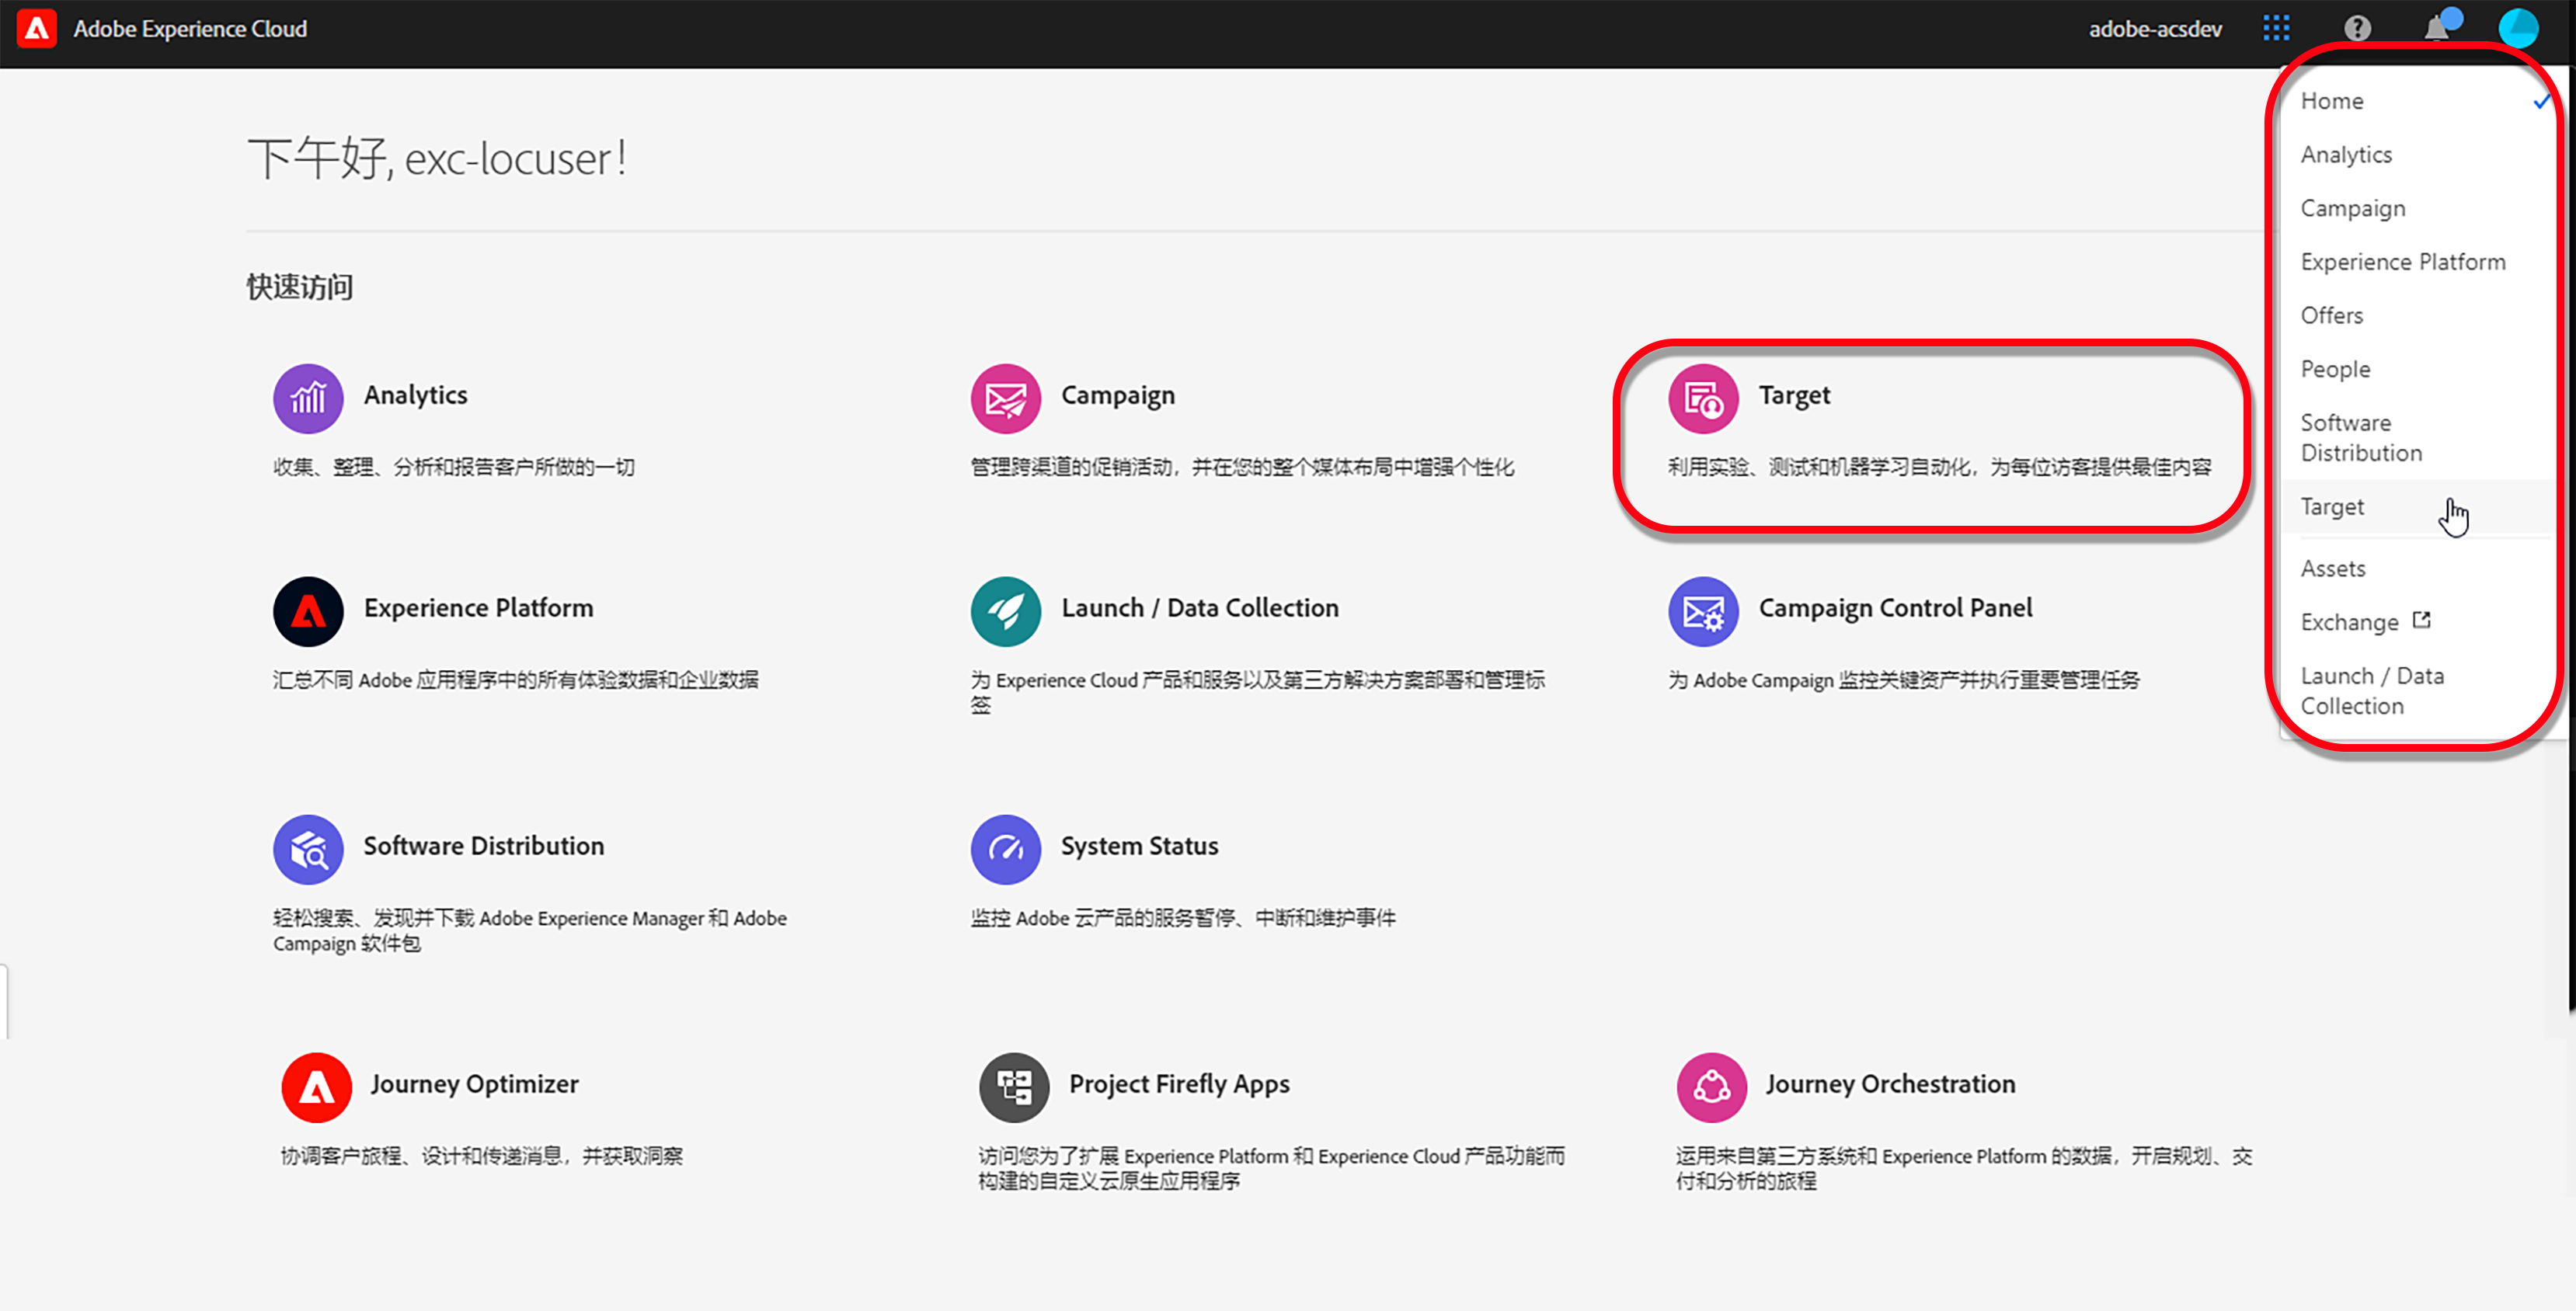 Adobe Experience Cloud
adobe-acsdev
下午好, exc-locuser!
快速访问
Analytics
收集、整理、分析和报告客户所做的一切
Campaign
管理跨渠道的促销活动，并在您的整个媒体布局中增强个性化
Target
利用实验、测试和机器学习自动化，为每位访客提供最佳内容
Experience Platform
汇总不同 Adobe 应用程序中的所有体验数据和企业数据
Launch / Data Collection
为 Experience Cloud 产品和服务以及第三方解决方案部署和管理标
签
Campaign Control Panel
为 Adobe Campaign 监控关键资产并执行重要管理任务
Software Distribution
轻松搜索、发现并下载 Adobe Experience Manager 和 Adobe
Campaign 软件包
System Status
监控 Adobe 云产品的服务暂停、中断和维护事件
Journey Optimizer
协调客户旅程、设计和传递消息，并获取洞察
Project Firefly Apps
访问您为了扩展 Experience Platform 和 Experience Cloud 产品功能而
构建的自定义云原生应用程序
Journey Orchestration
运用来自第三方系统和 Experience Platform 的数据，开启规划、交
付和分析的旅程
Home
Analytics
Campaign
Experience Platform
Offers
People
Software
Distribution
Target
Assets
Exchange
Launch / Data
Collection